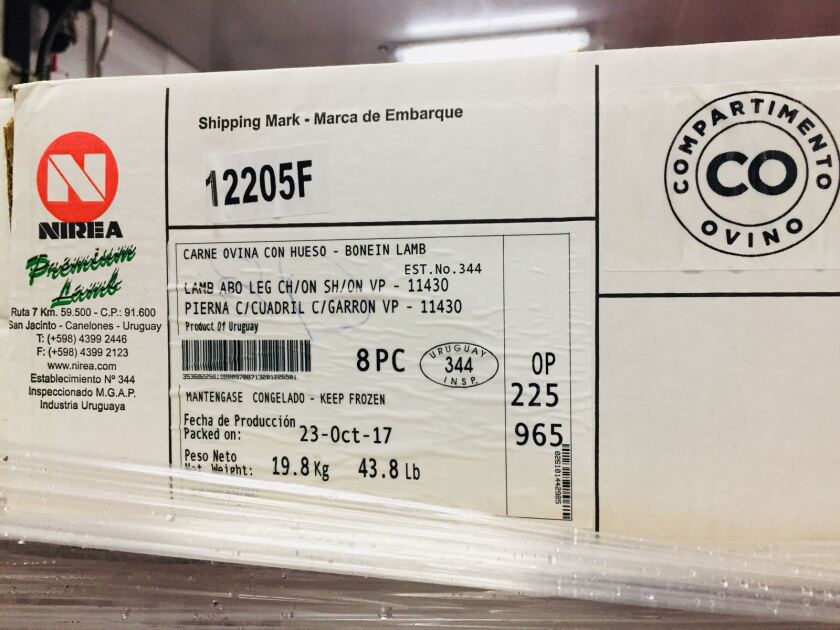 N
NIREA
Premium
Lamb
Ruta 7 Km. 59.500 - C.P.: 91.600
San Jacinto - Canelones - Uruguay
T: (+598) 4399 2446
F: (+598) 4399 2123
www.nirea.com
Establecimiento Nº 344
Inspeccionado M.G.A.P.
Industria Uruguaya
Shipping Mark - Marca de Embarque
12205F
CARNE OVINA CON HUESO - BONEIN LAMB
EST.No.344
LAMB ABO LEG CH/ON SH/ON VP - 11430
PIERNA C/CUADRIL C/GARRON VP - 11430
Product Of Uruguay
8PC
URUGUAY
344
INSP.
MANTENGASE CONGELADO - KEEP FROZEN
Fecha de Producción
Packed on: 23-Oct-17
Peso Neto
Net Weight: 19.8 Kg 43.8 Lb
OP
225
965
026101442985
COMPARTIMENTO
CO
OVINO